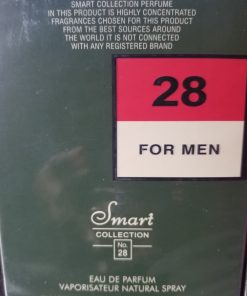 SMART COLLECTION PERFUME
IN THIS PRODUCT IS HIGHLY CONCENTRATED
FRAGRANCES CHOSEN FOR THIS PRODUCT
FROM THE BEST SOURCES AROUND
THE WORLD IT IS NOT CONNECTED
WITH ANY REGISTERED BRAND
28
FOR MEN
Smart
COLLECTION
No.
28
EAU DE PARFUM
VAPORISATEUR NATURAL SPRAY